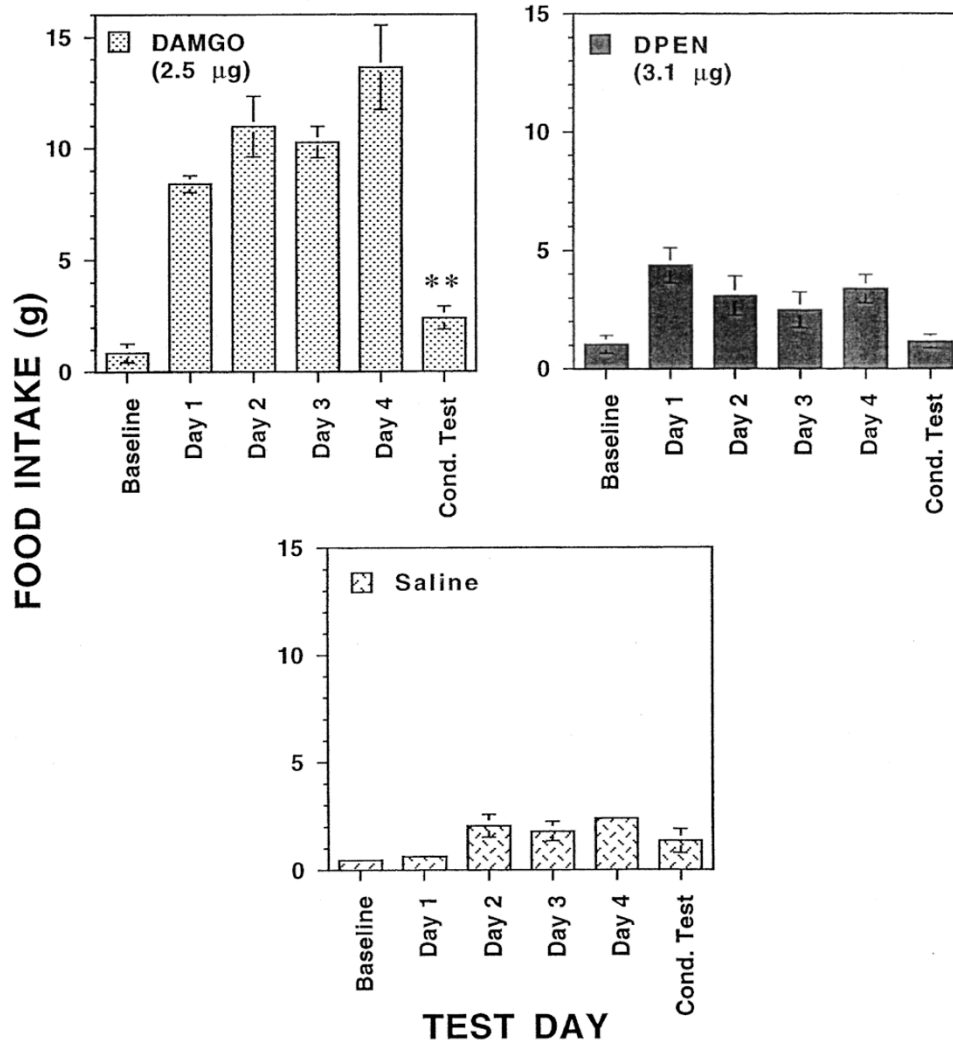 DAMGO
(2.5 μg)
15
10
5
0
**
Baseline
Day 1
Day 2
Day 3
Day 4
Cond. Test
DPEN
(3.1 μg)
15
10
5
0
Baseline
Day 1
Day 2
Day 3
Day 4
Cond. Test
FOOD INTAKE (g)
Saline
15
10
5
0
Baseline
Day 1
Day 2
Day 3
Day 4
Cond. Test
TEST DAY